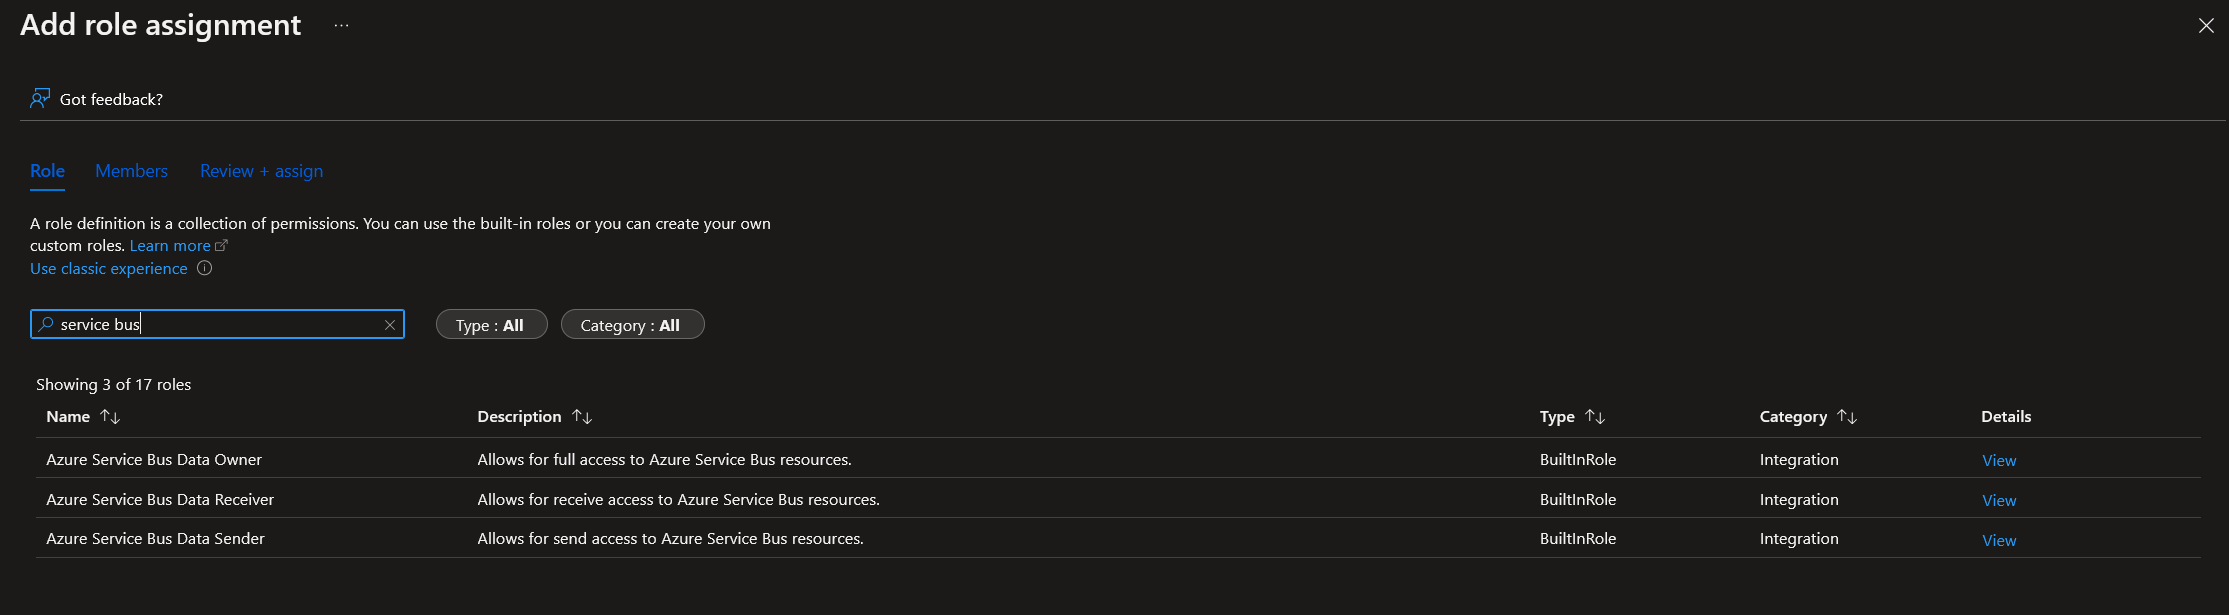 Add role assignment ...
Got feedback?
Role Members Review + assign
A role definition is a collection of permissions. You can use the built-in roles or you can create your own
custom roles. Learn more
Use classic experience
service bus Type : All Category : All
Showing 3 of 17 roles
Name Description Type Category Details
Azure Service Bus Data Owner Allows for full access to Azure Service Bus resources. BuiltInRole Integration View
Azure Service Bus Data Receiver Allows for receive access to Azure Service Bus resources. BuiltInRole Integration View
Azure Service Bus Data Sender Allows for send access to Azure Service Bus resources. BuiltInRole Integration View